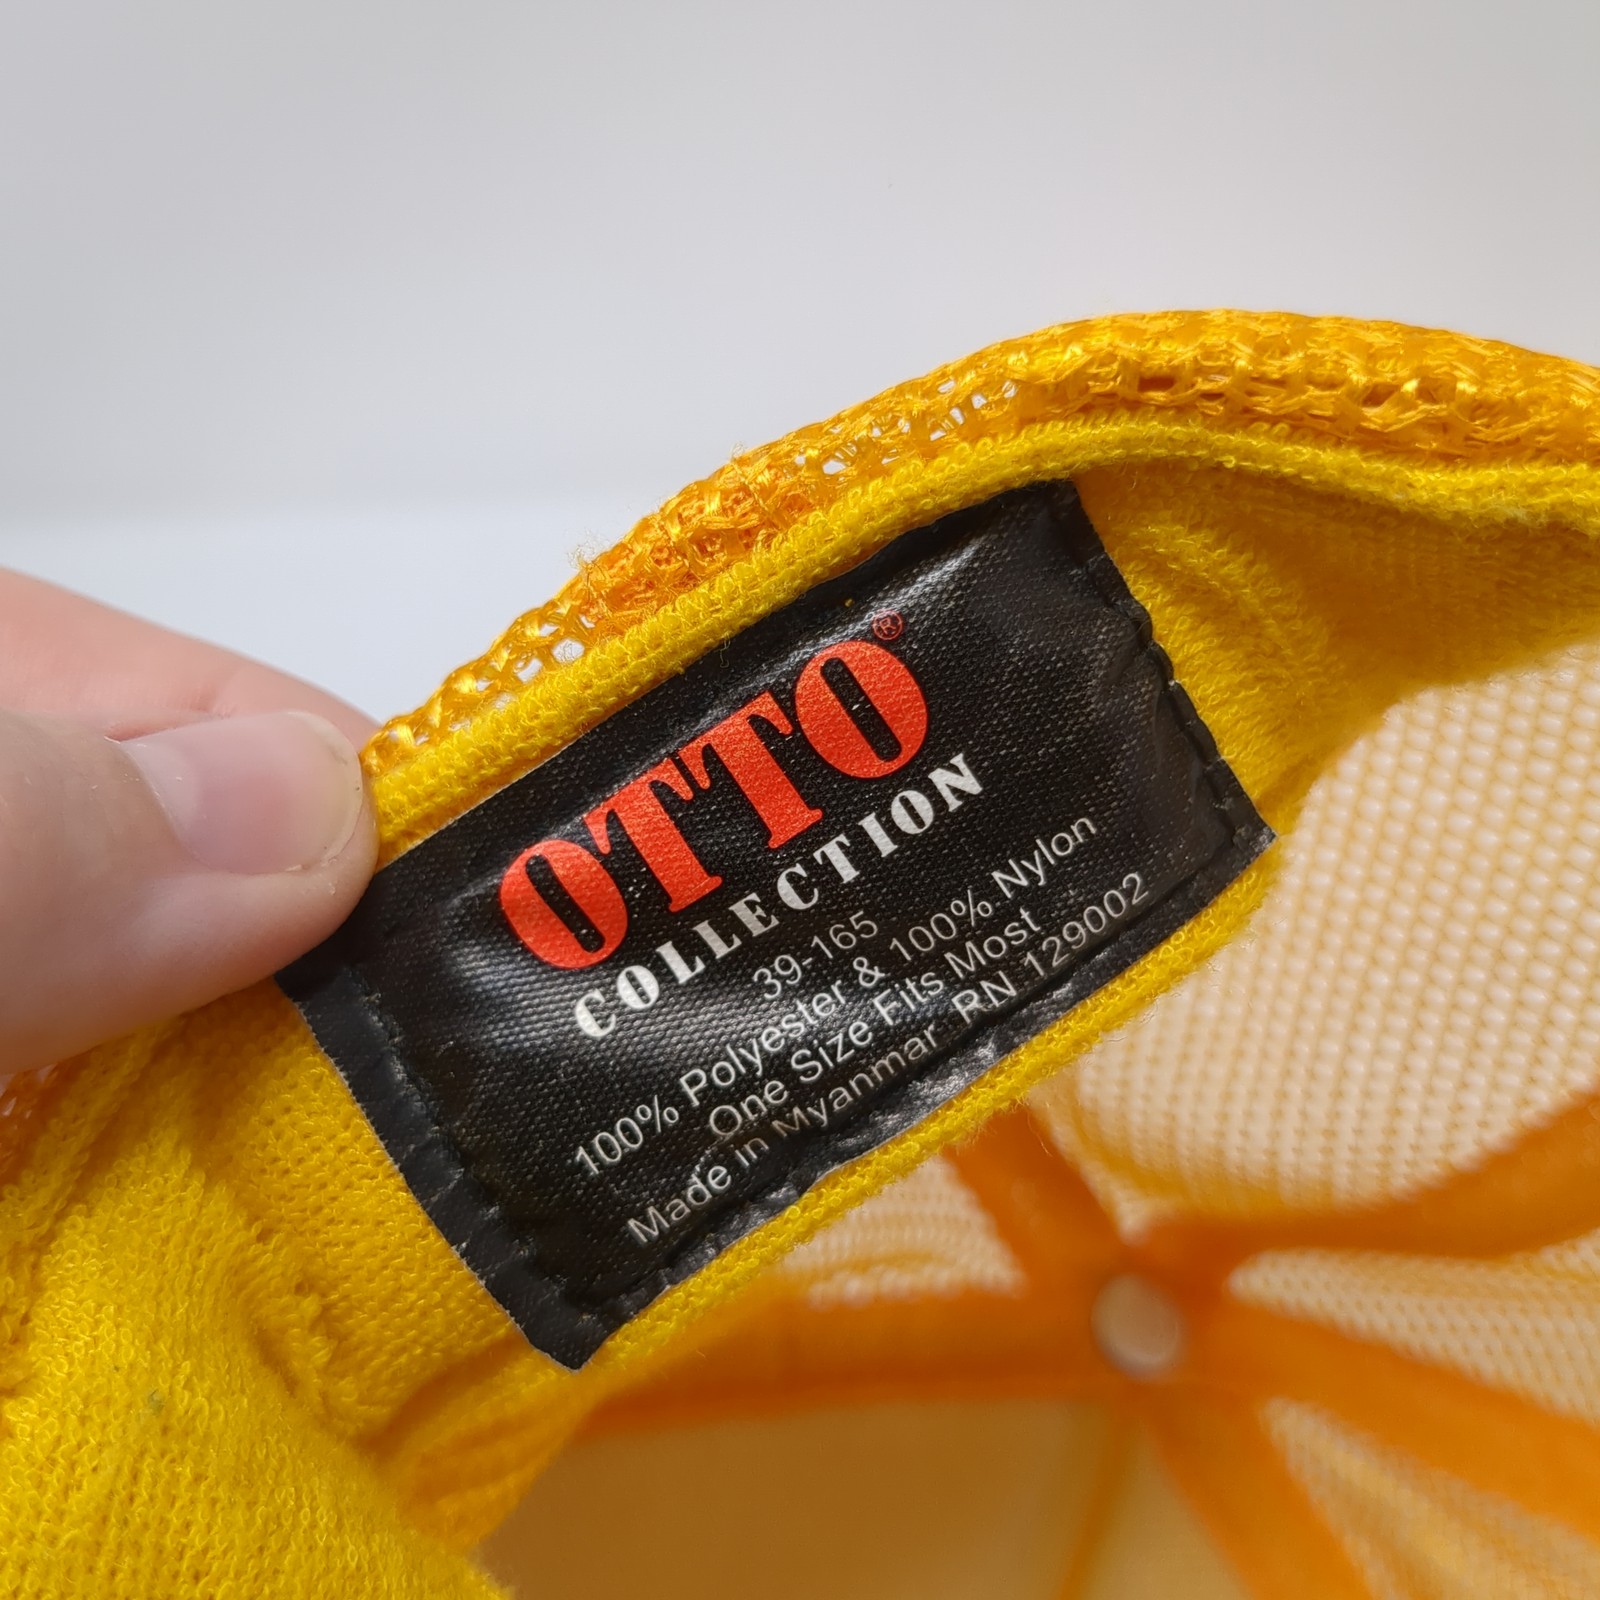 OTTO®
COLLECTION
39-165
100% Polyester & 100% Nylon
One Size Fits Most
Made in Myanmar RN 129002